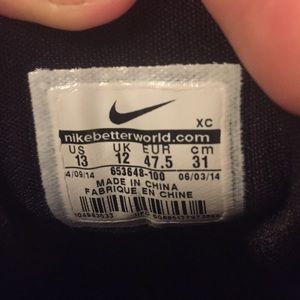 XC
nikebetterworld.com
US UK EUR cm
13 12 47.5 31
4/09/14 653648-100 06/03/14
MADE IN CHINA
FABRIQUE EN CHINE